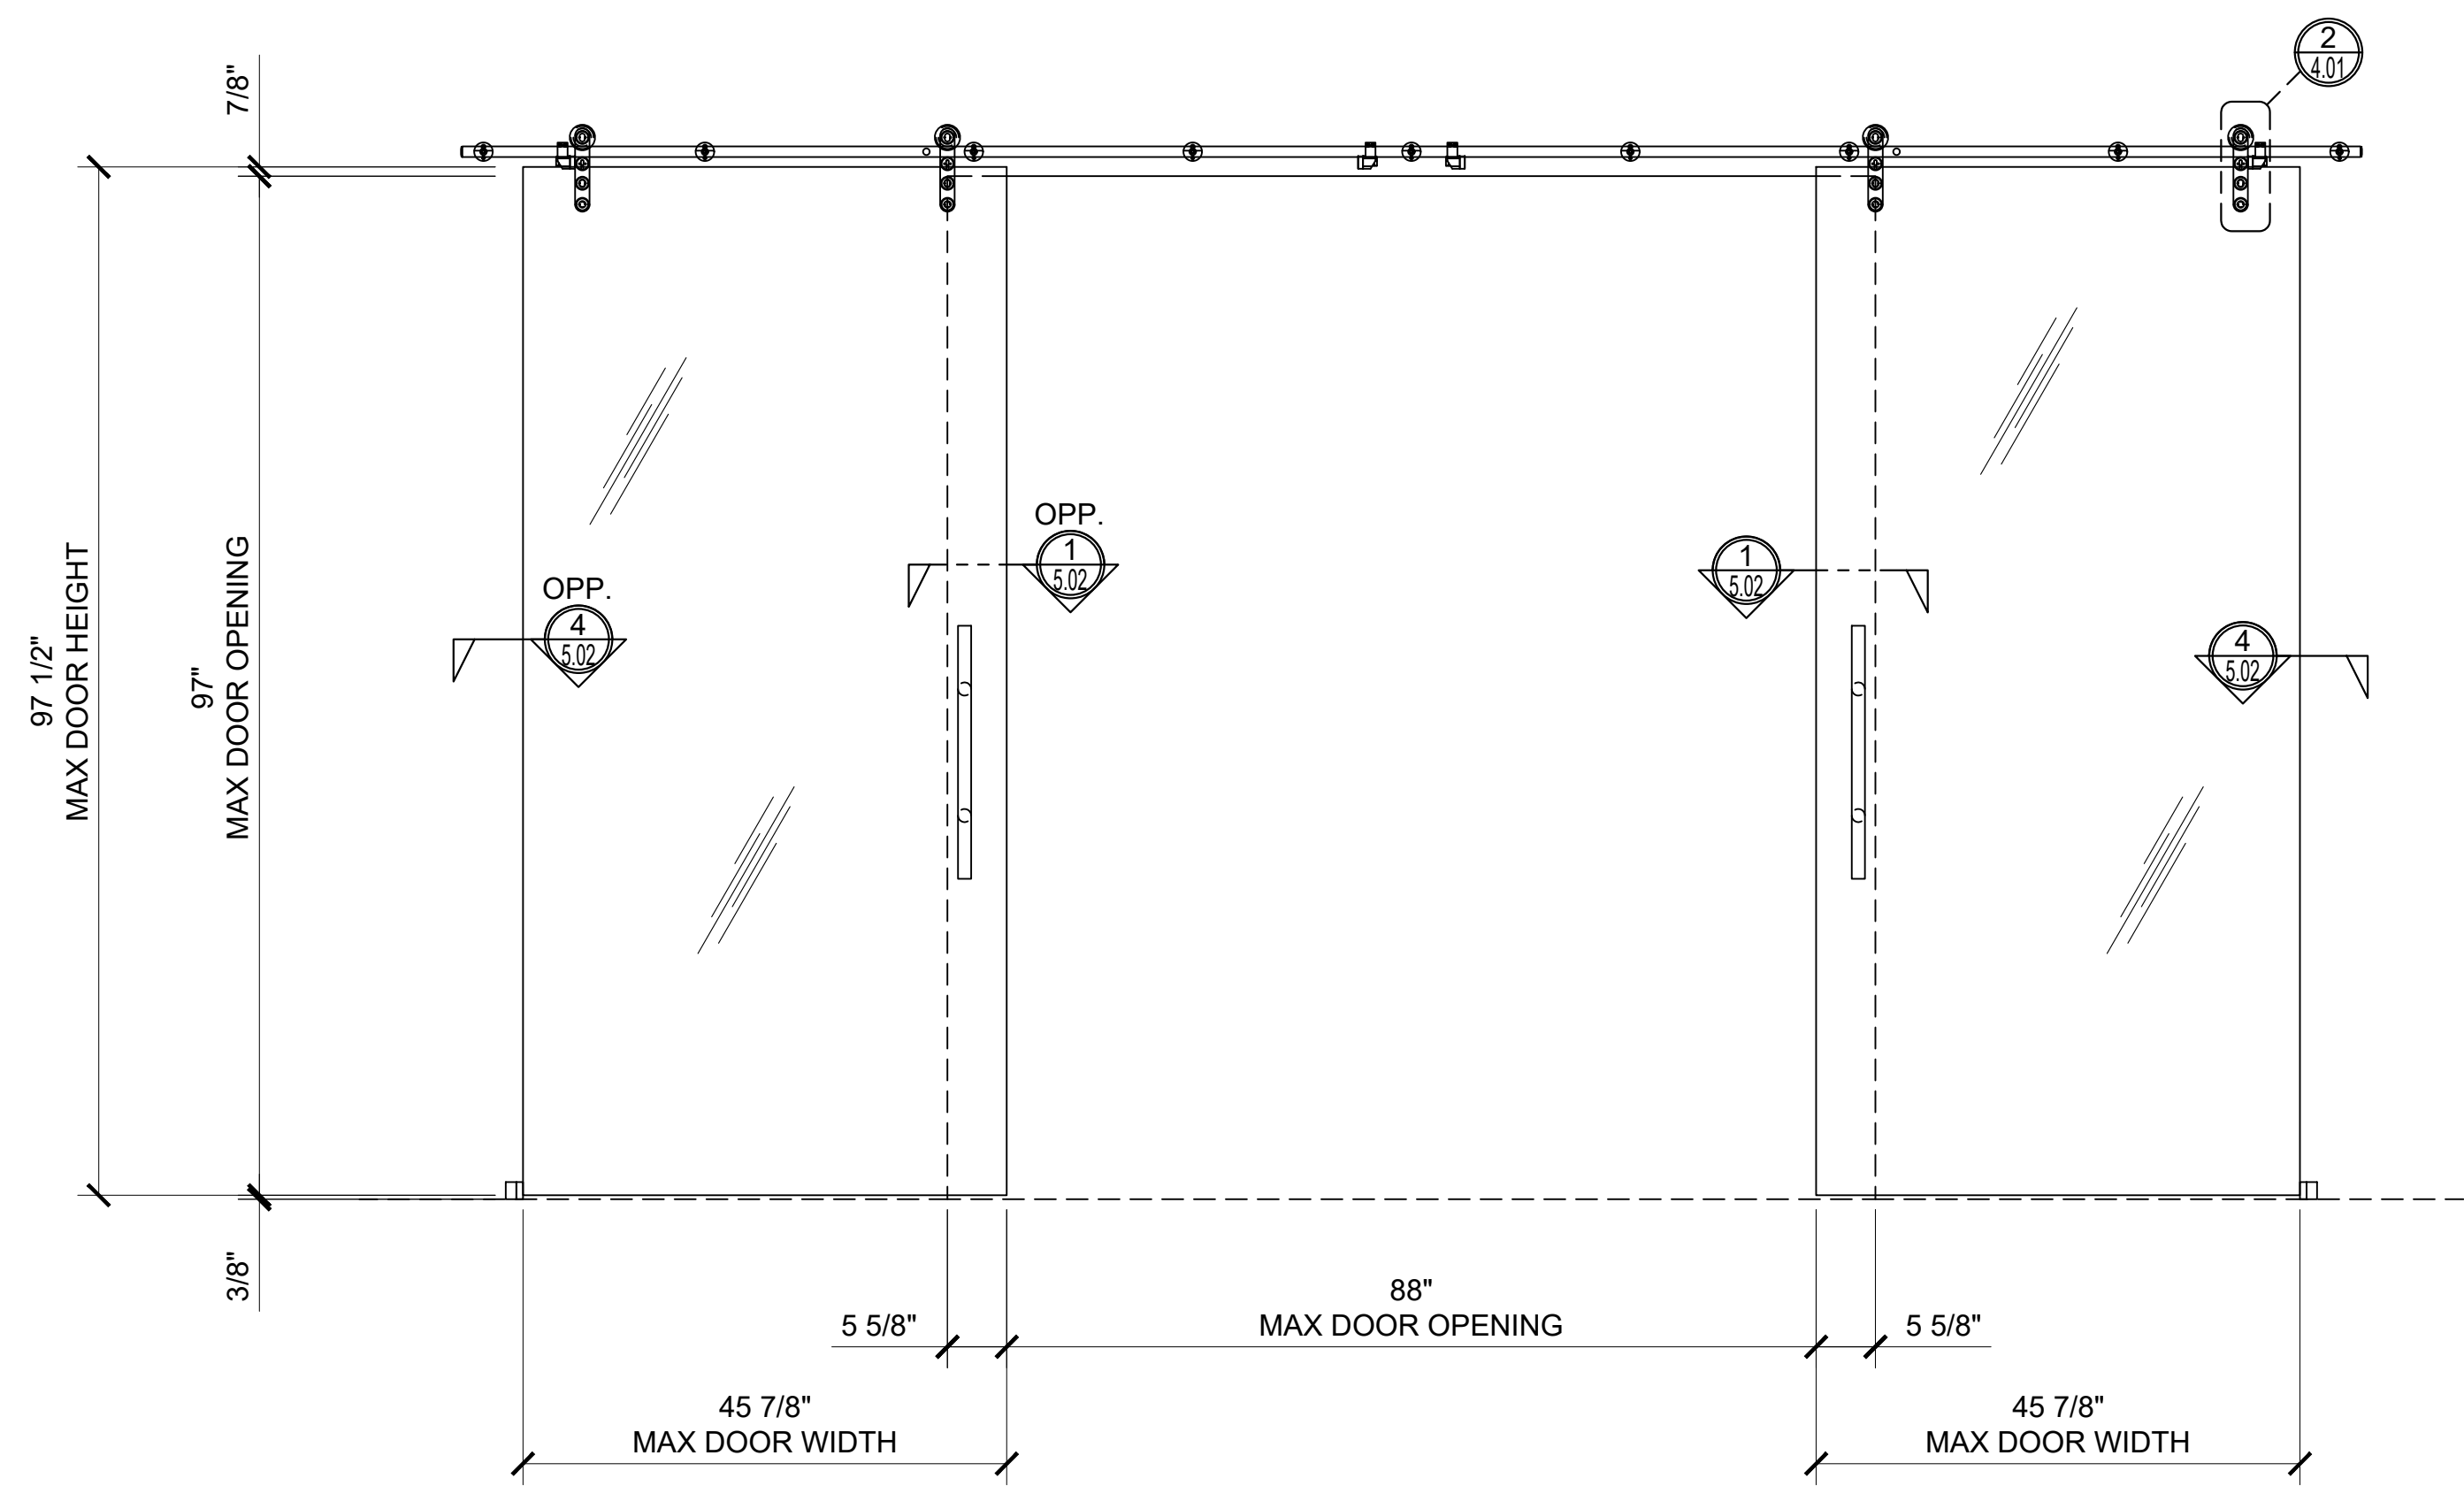 2
4.01
7/8"
OPP.
1
5.02
1
5.02
OPP.
4
5.02
4
5.02
97 1/2"
MAX DOOR HEIGHT
97"
MAX DOOR OPENING
3/8"
88"
5 5/8"
MAX DOOR OPENING
5 5/8"
45 7/8"
MAX DOOR WIDTH
45 7/8"
MAX DOOR WIDTH